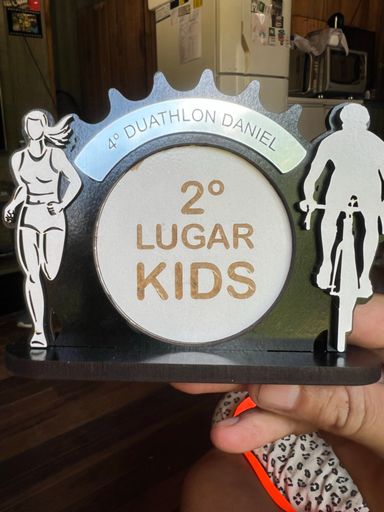 4º DUATHLON DANIEL
2º
LUGAR
KIDS